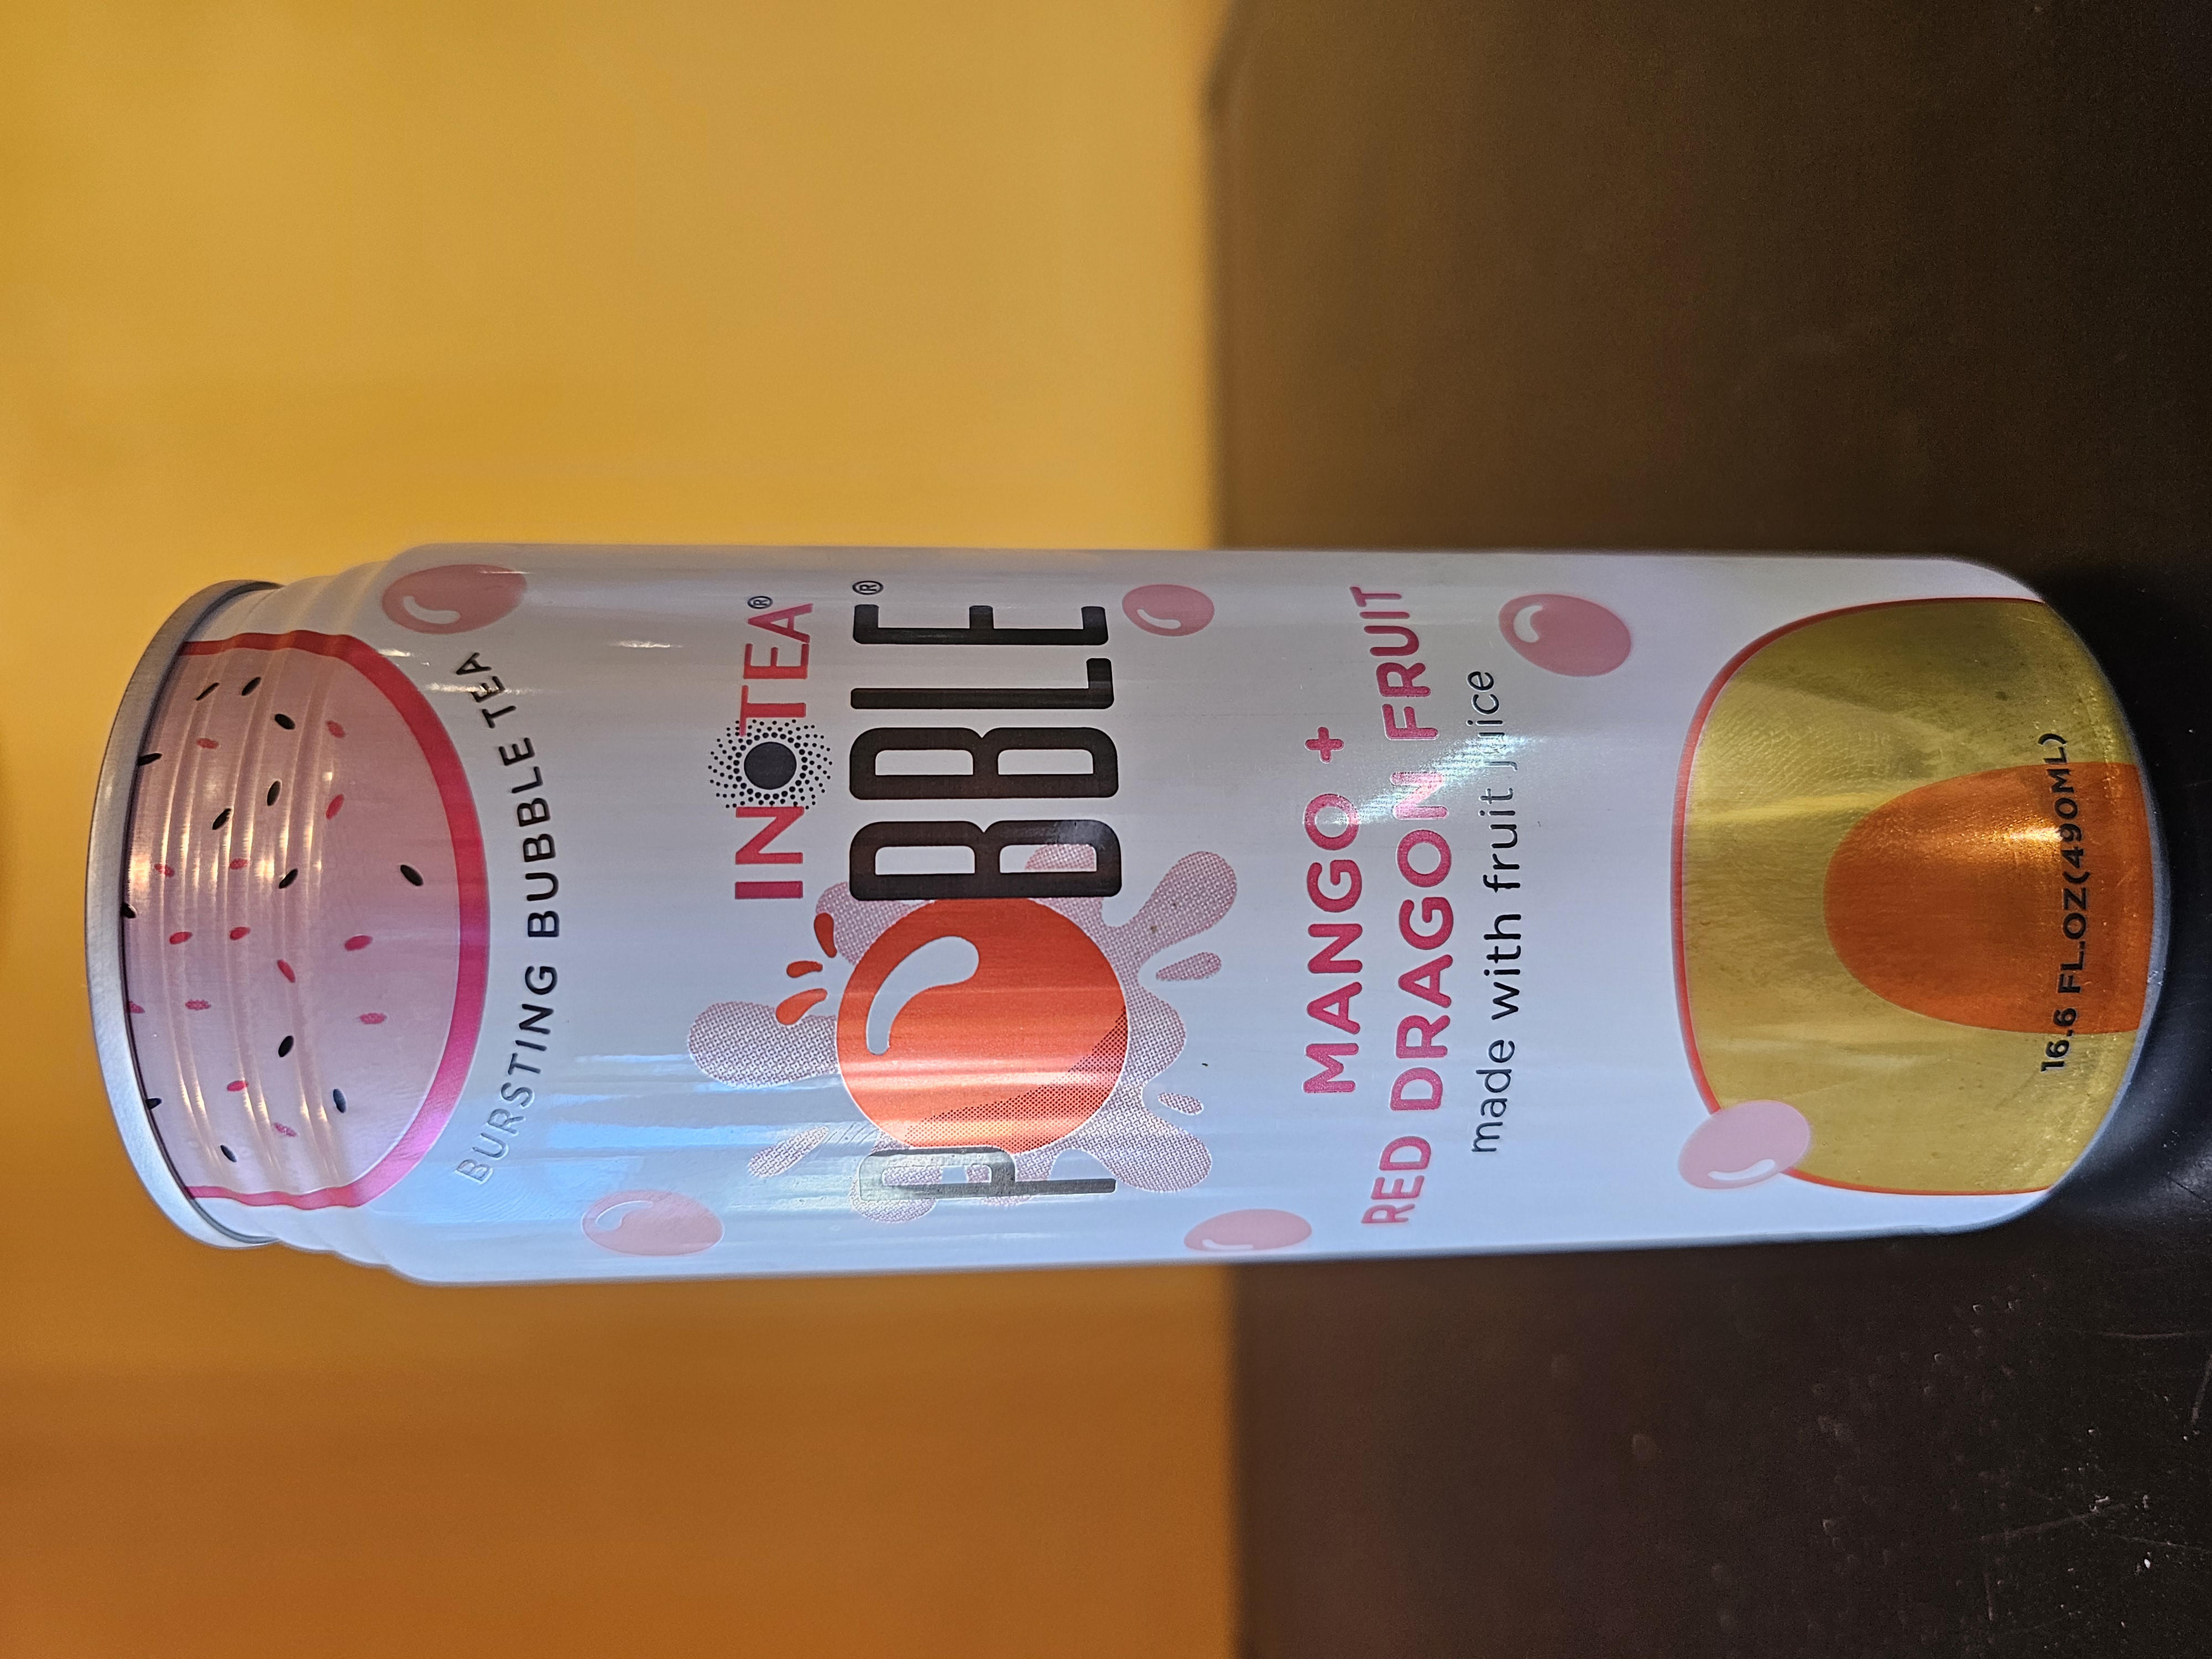 BURSTING BUBBLE TEA
INOTEA®
POBBLE®
MANGO +
RED DRAGON FRUIT
made with fruit juice
16.6 FL.OZ(490ML)